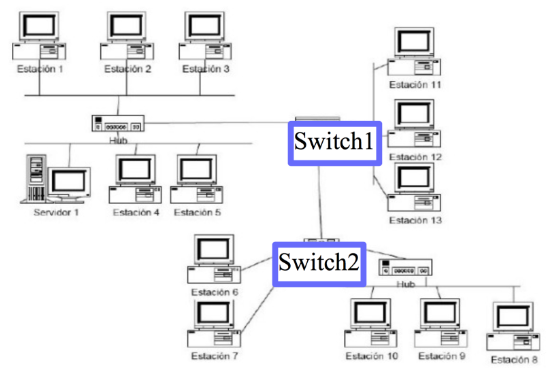 Estación 1
Estación 2
Estación 3
Estación 11
Hub
Switch1
Estación 12
Servidor 1
Estación 4
Estación 5
Estación 13
Switch2
Estación 6
Hub
Estación 7
Estación 10
Estación 9
Estación 8